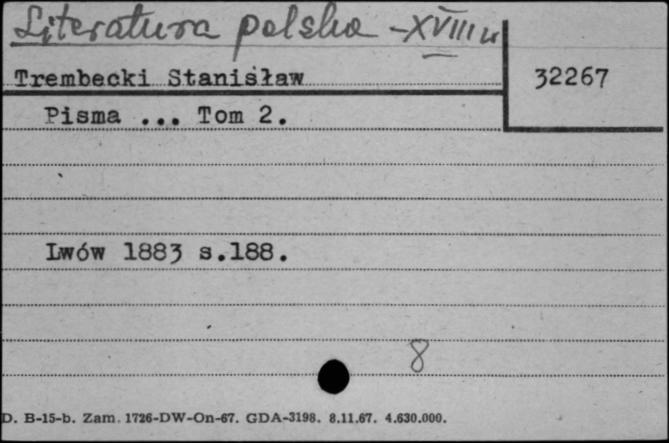 Literatura polska - XVIII w
Trembecki Stanisław
32267
Pisma ... Tom 2.
Lwów 1883 s.188.
8
D. B-15-b. Zam. 1726-DW-On-67. GDA-3198. 8.11.67. 4.630.000.